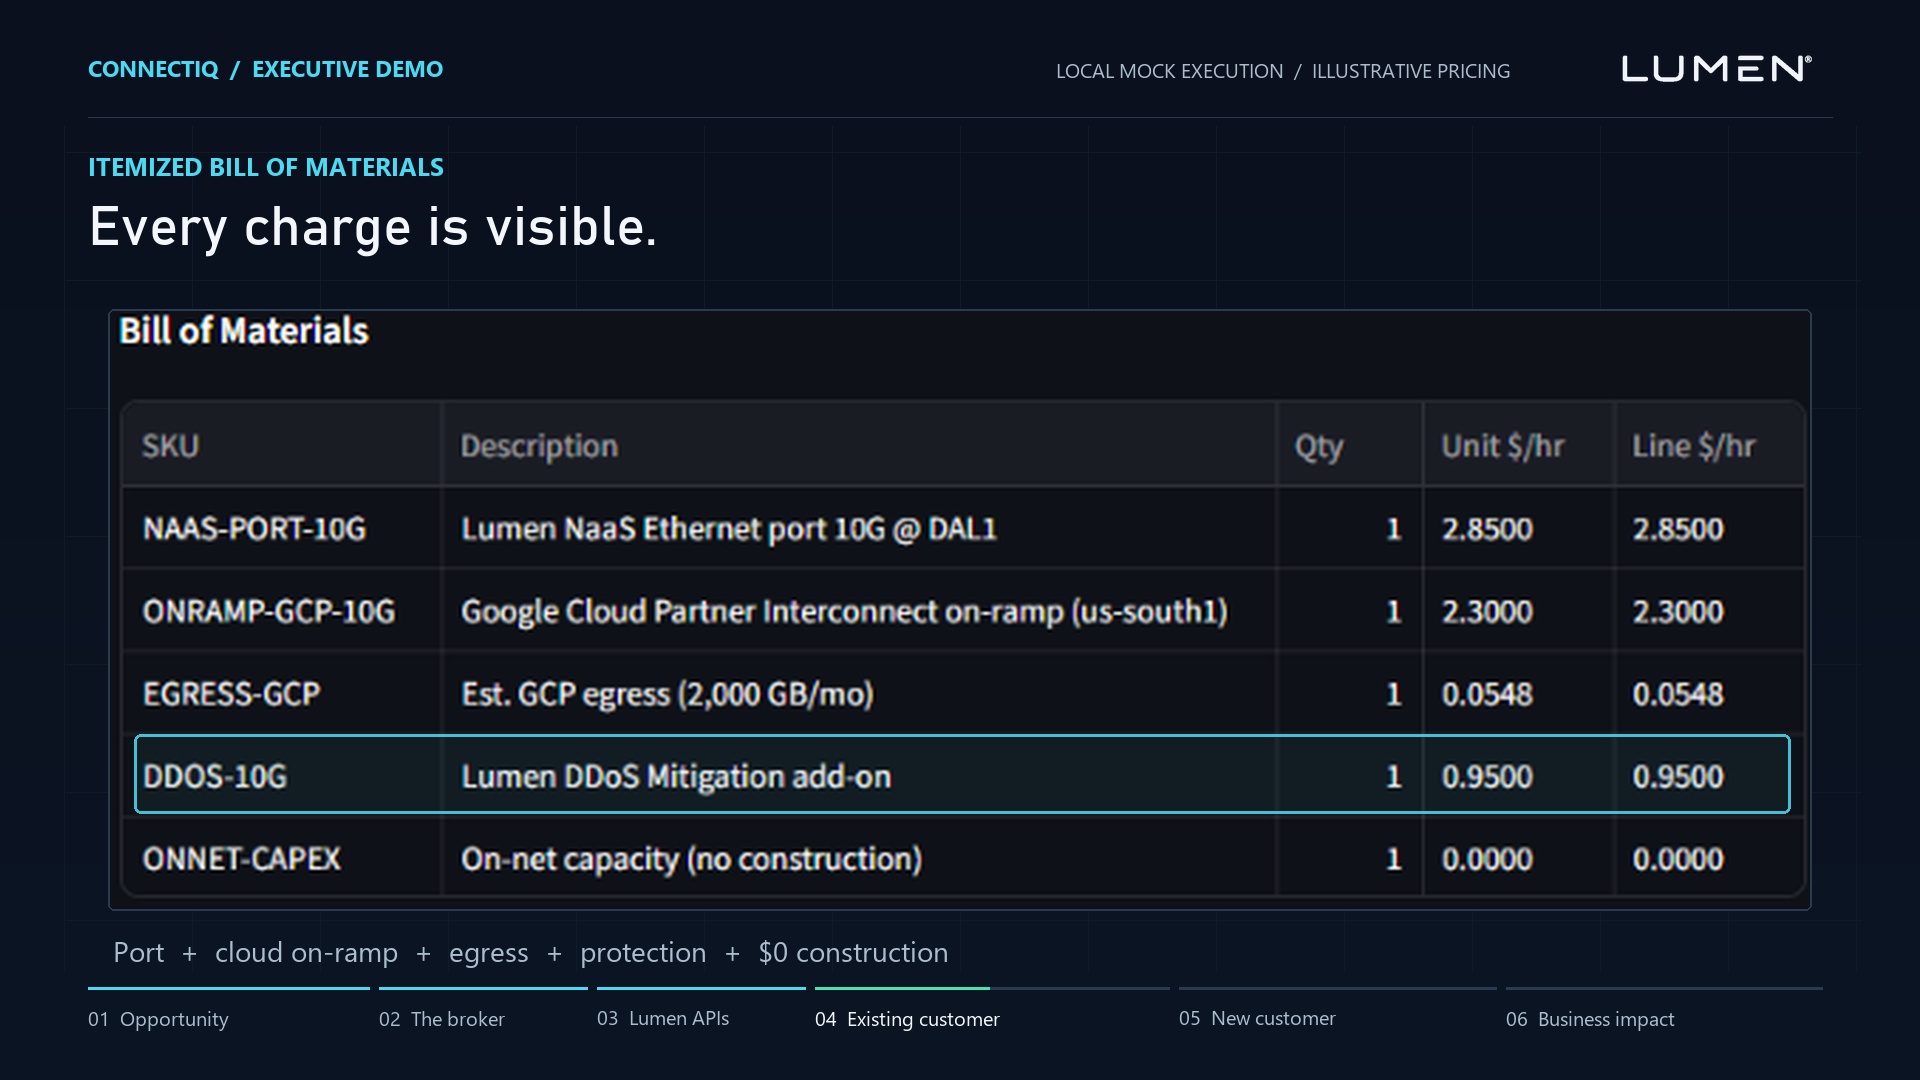 CONNECTIQ / EXECUTIVE DEMO
LOCAL MOCK EXECUTION / ILLUSTRATIVE PRICING
LUMEN®
ITEMIZED BILL OF MATERIALS
Every charge is visible.
Bill of Materials
SKU Description Qty Unit $/hr Line $/hr
NAAS-PORT-10G Lumen NaaS Ethernet port 10G @ DAL1 1 2.8500 2.8500
ONRAMP-GCP-10G Google Cloud Partner Interconnect on-ramp (us-south1) 1 2.3000 2.3000
EGRESS-GCP Est. GCP egress (2,000 GB/mo) 1 0.0548 0.0548
DDOS-10G Lumen DDoS Mitigation add-on 1 0.9500 0.9500
ONNET-CAPEX On-net capacity (no construction) 1 0.0000 0.0000
Port + cloud on-ramp + egress + protection + $0 construction
01 Opportunity 02 The broker 03 Lumen APIs 04 Existing customer 05 New customer 06 Business impact